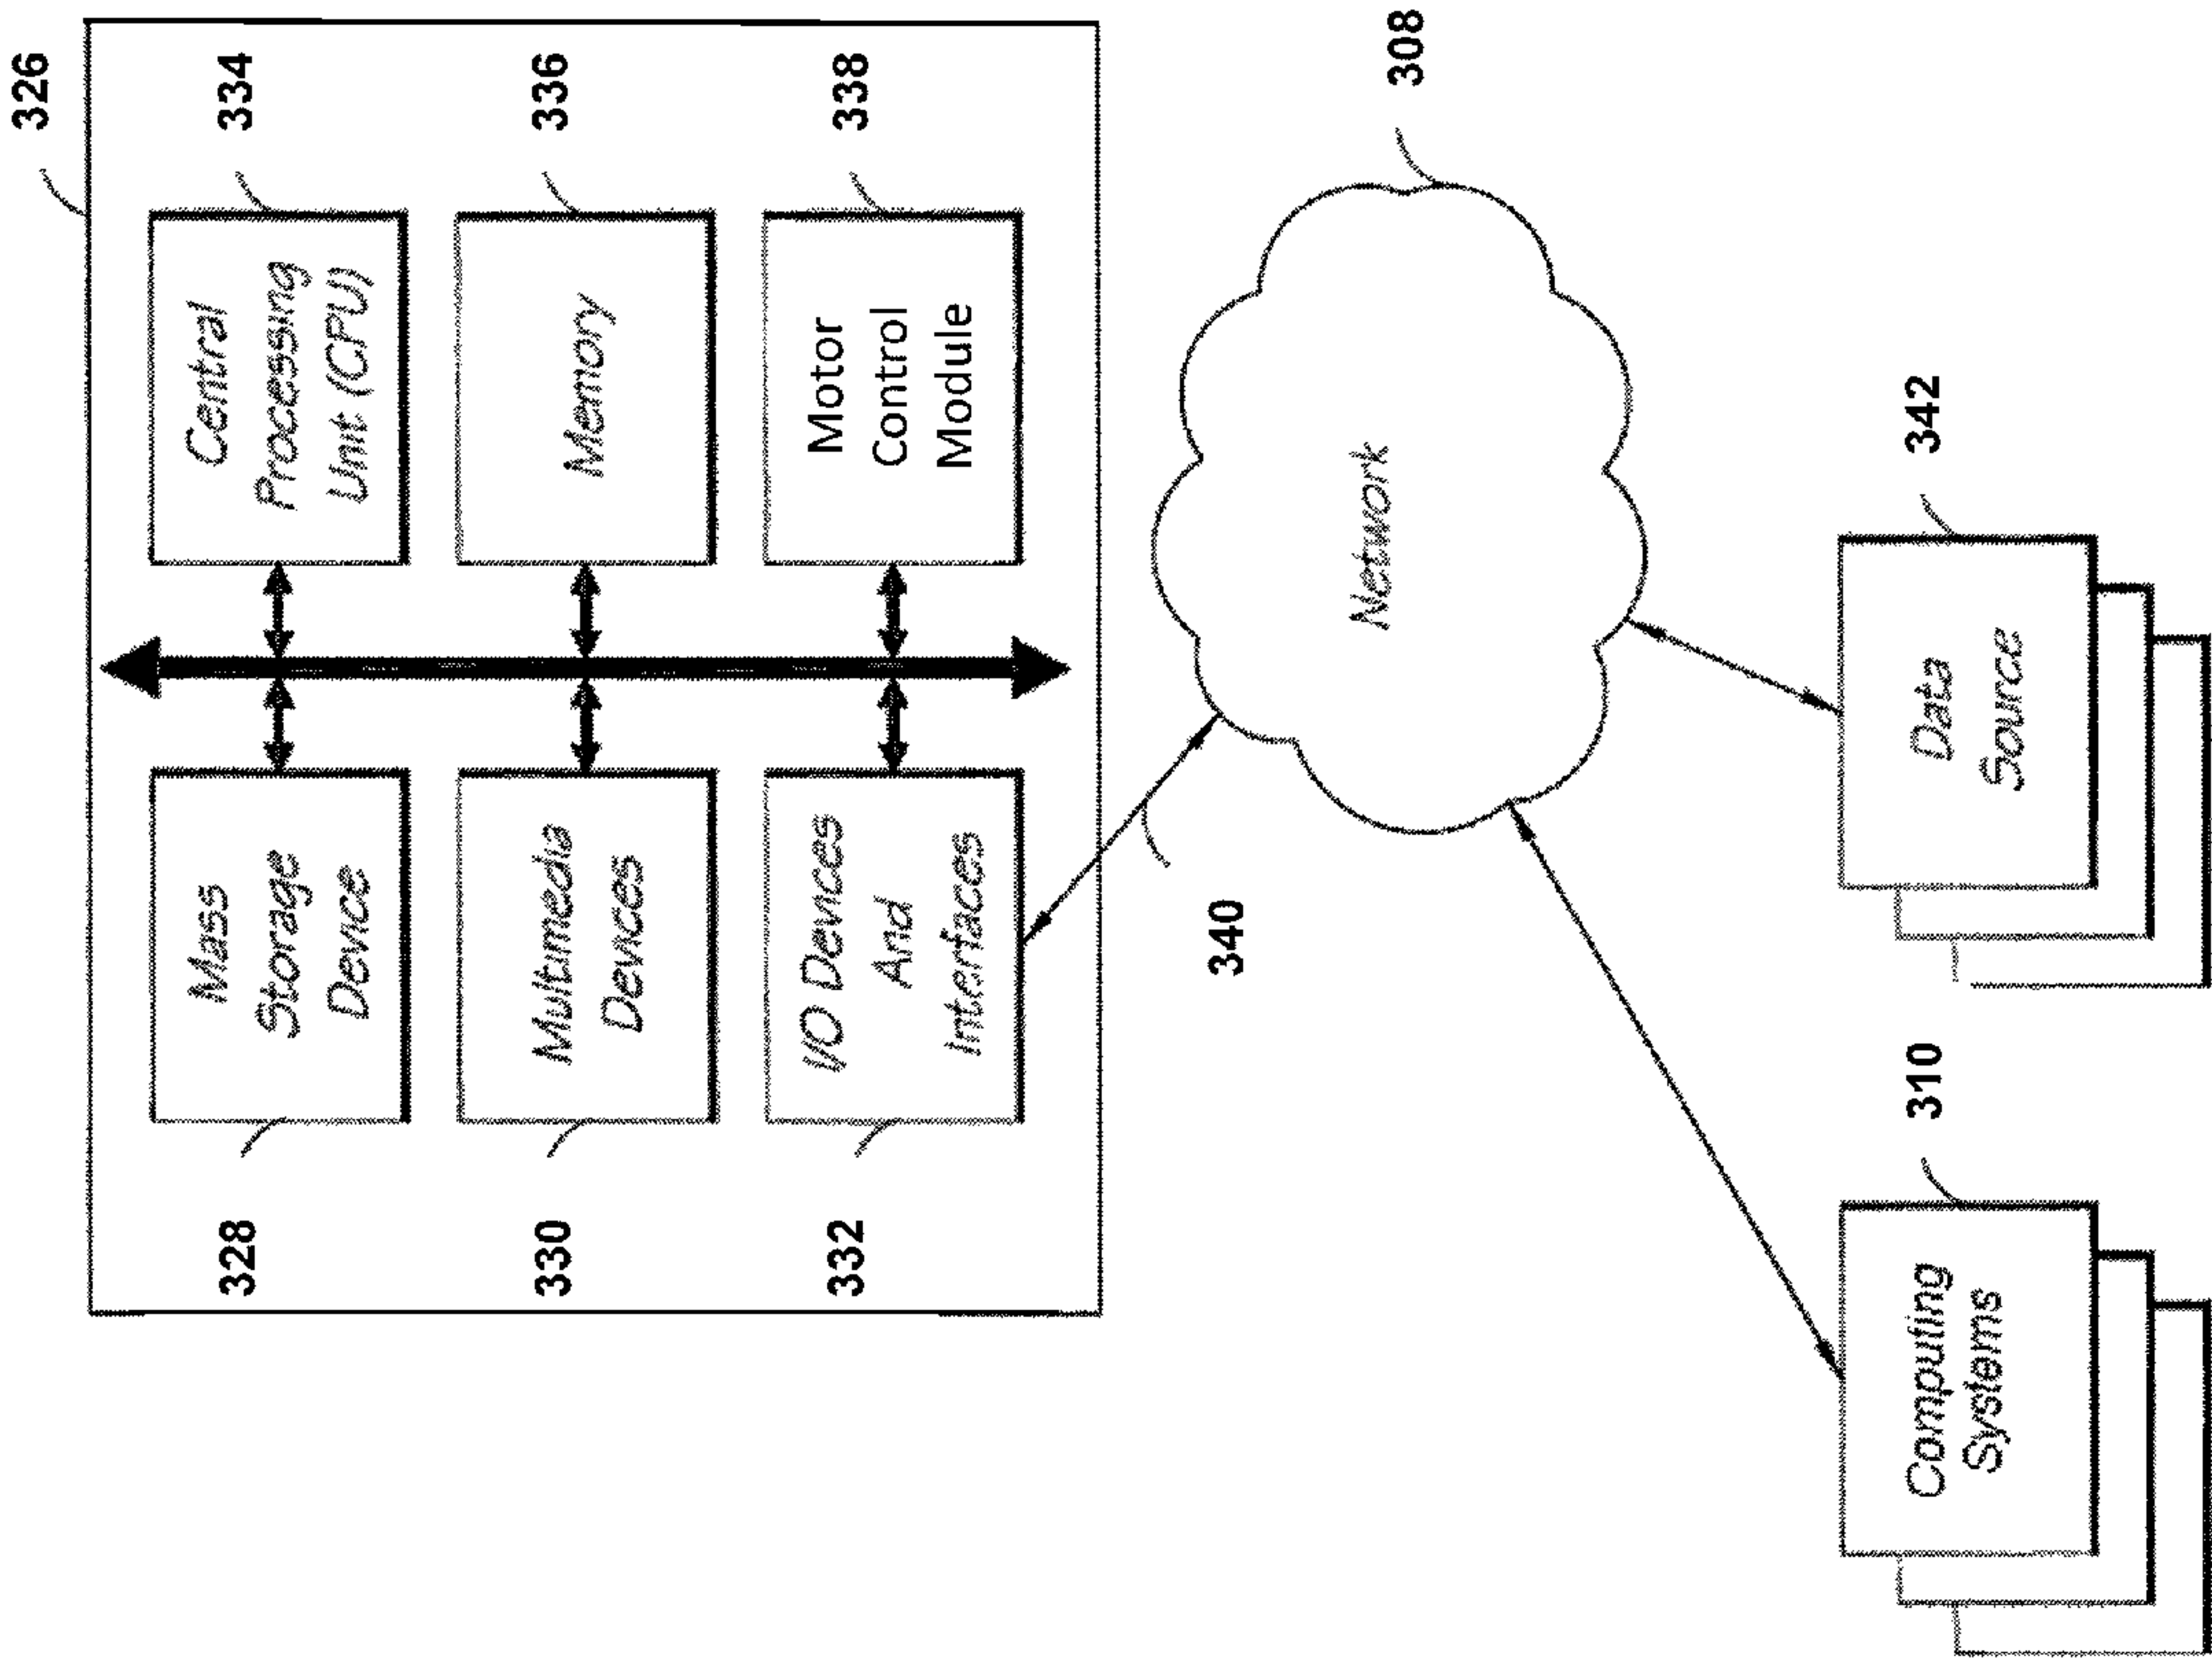 326
328
Mass
Storage
Device
Central
Processing
Unit (CPU)
334
330
Multimedia
Devices
Memory
336
332
I/O Devices
And
Interfaces
Motor
Control
Module
338
340
Network
308
310
Computing
Systems
342
Data
Source